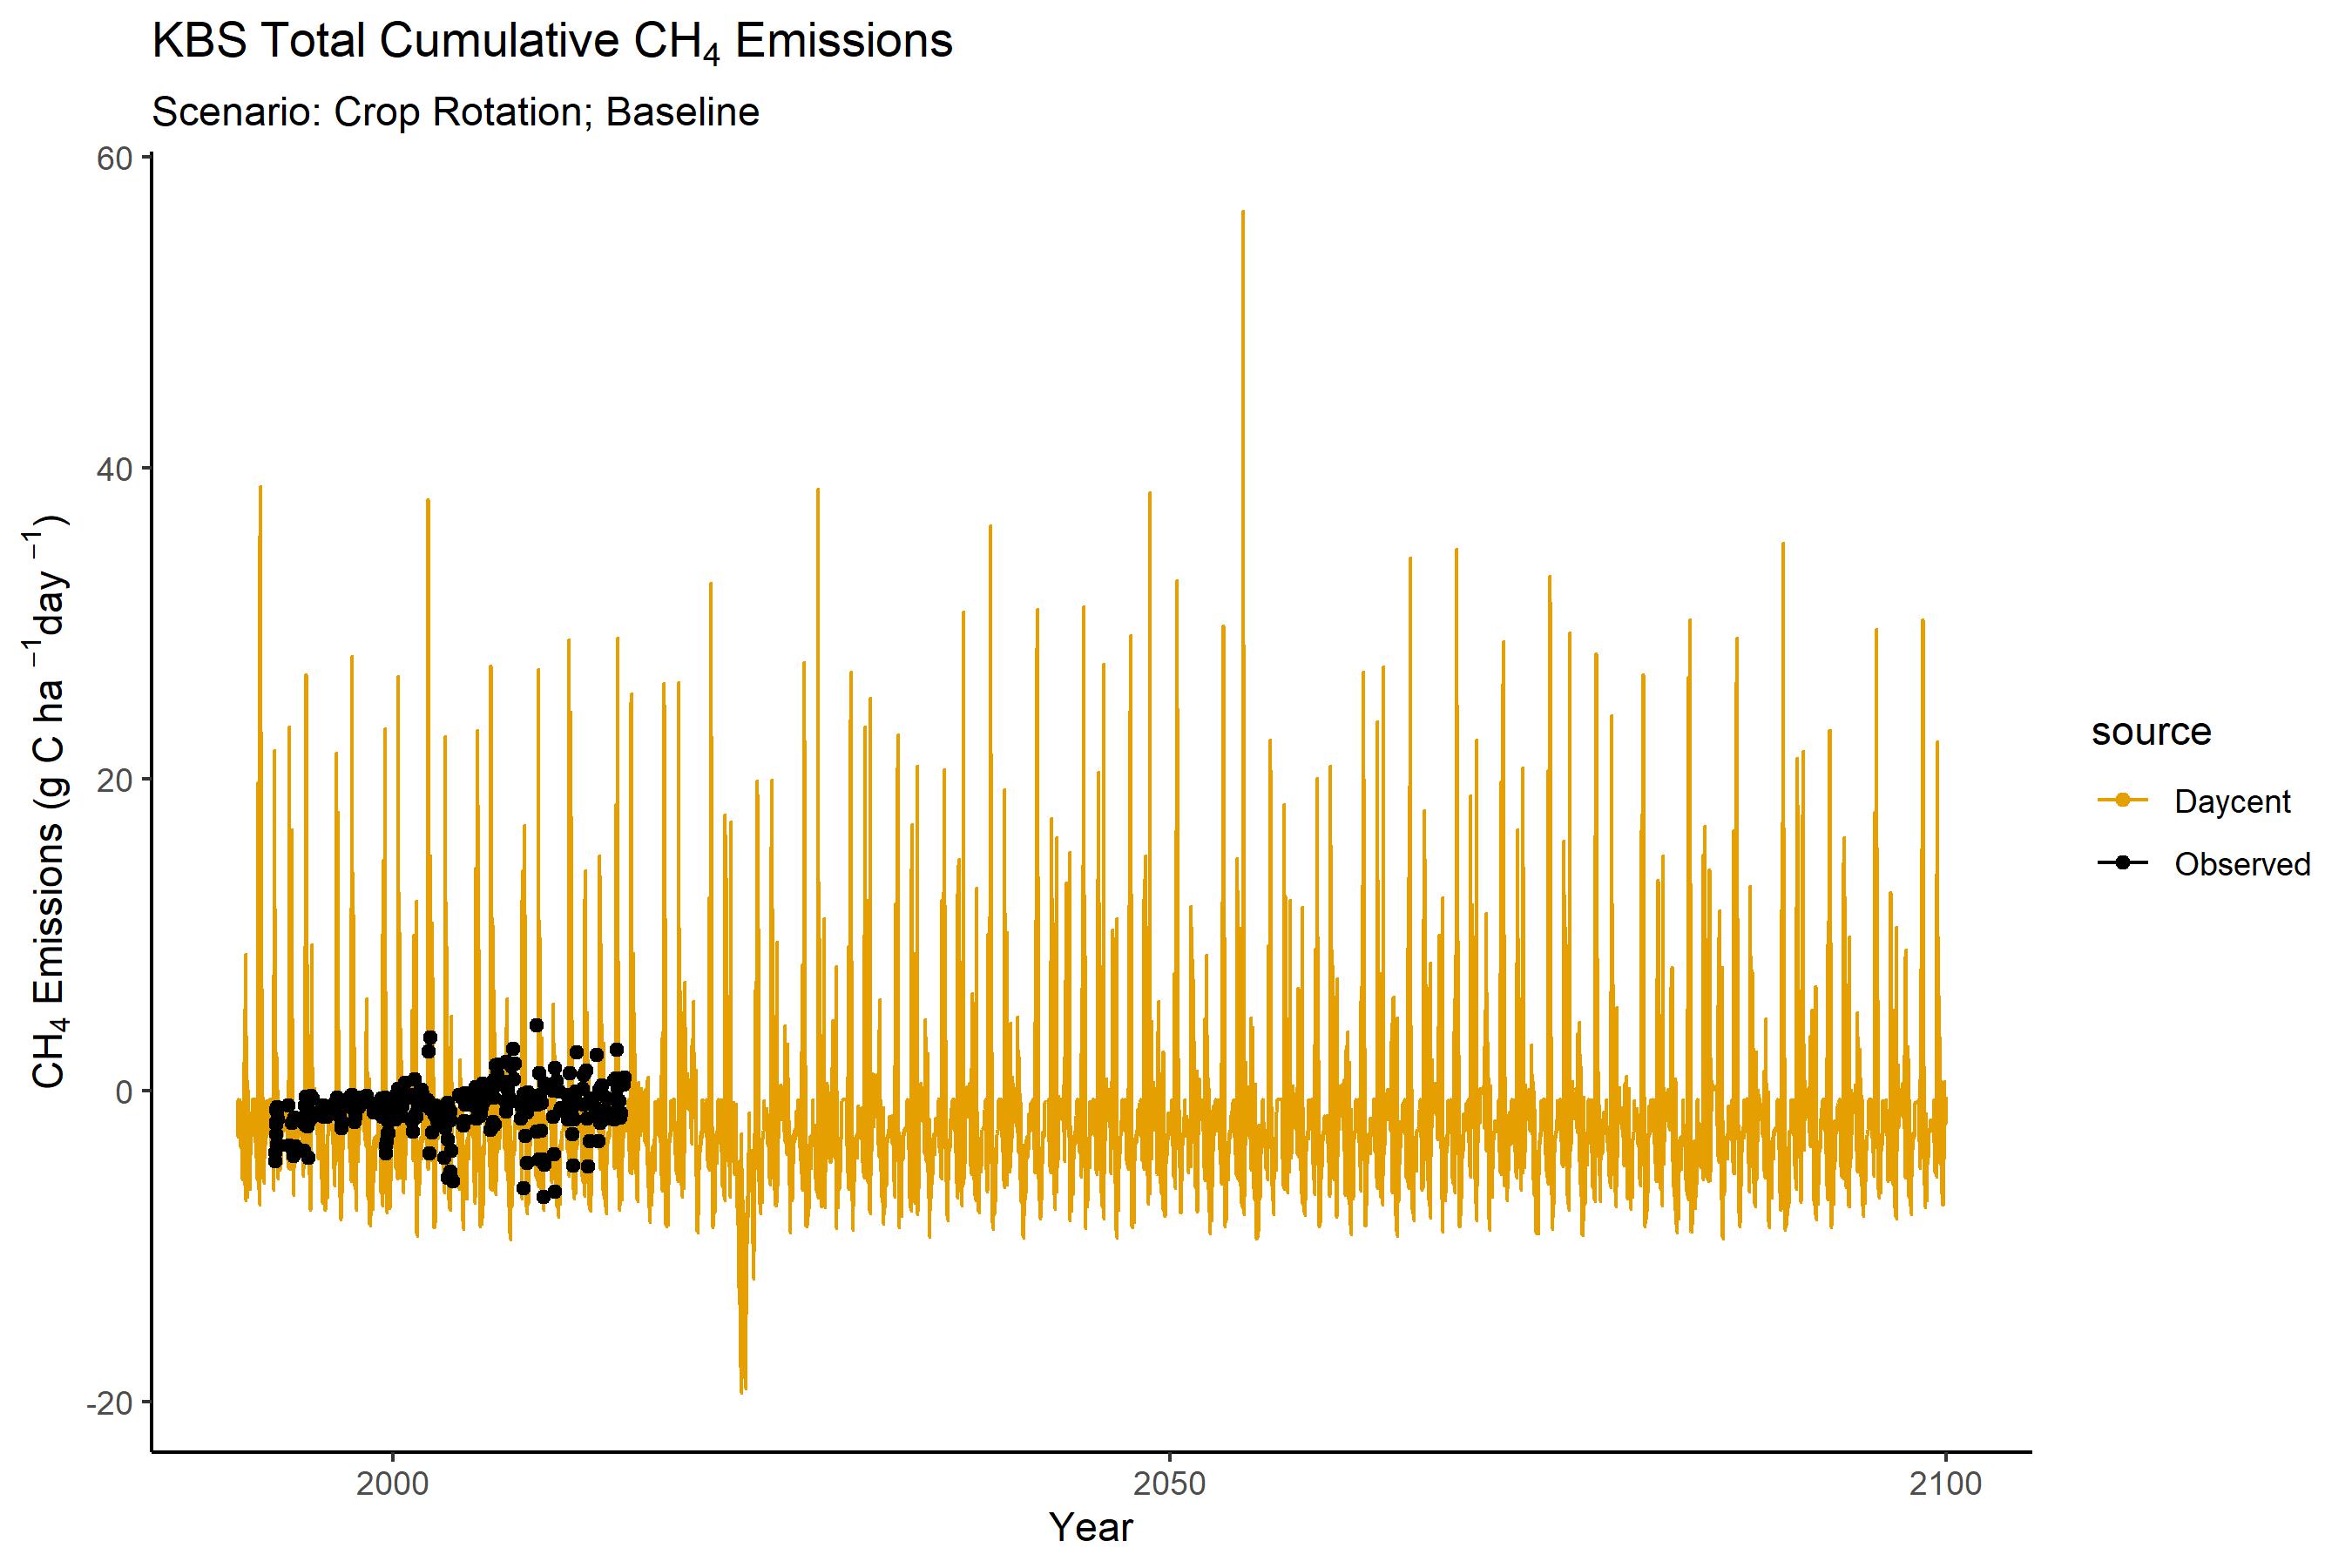 KBS Total Cumulative CH₄ Emissions
Scenario: Crop Rotation; Baseline
CH₄ Emissions (g C ha ⁻¹day ⁻¹)
60
40
20
0
-20
2000
2050
2100
Year
source
Daycent
Observed